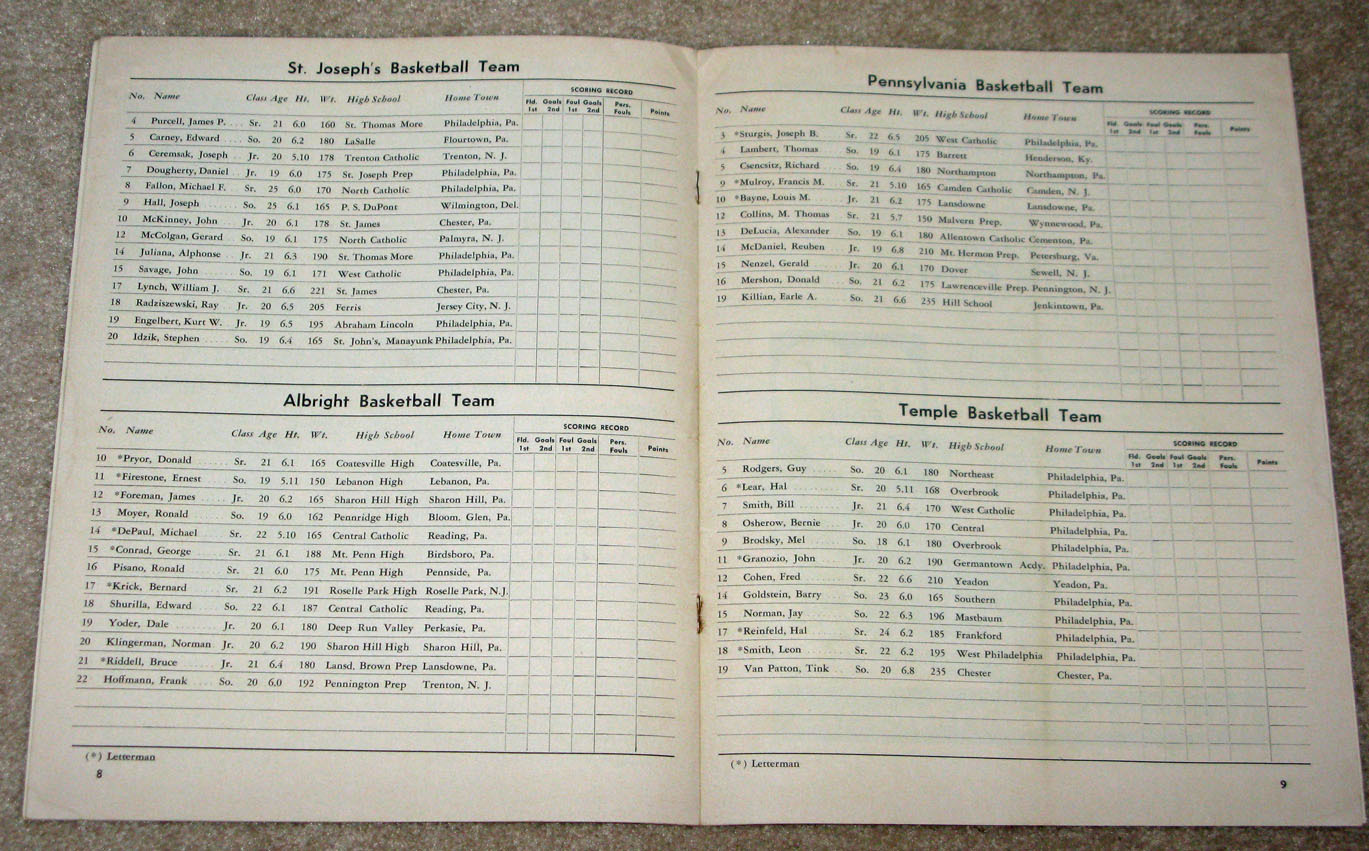 St. Joseph's Basketball Team
SCORING RECORD
No. Name Class Age Ht. Wt. High School Home Town Fld. Goals Foul Goals Pers. Points
1st 2nd 1st 2nd Fouls
4 Purcell, James P. . . . Sr. 21 6.0 160 St. Thomas More Philadelphia, Pa.
5 Carney, Edward . . . So. 20 6.2 180 LaSalle Flourtown, Pa.
6 Ceremsak, Joseph . . Jr. 20 5.10 178 Trenton Catholic Trenton, N. J.
7 Dougherty, Daniel . . Jr. 19 6.0 175 St. Joseph Prep Philadelphia, Pa.
8 Fallon, Michael F. . . Sr. 25 6.0 170 North Catholic Philadelphia, Pa.
9 Hall, Joseph . . . So. 25 6.1 165 P. S. DuPont Wilmington, Del.
10 McKinney, John . . . Jr. 20 6.1 178 St. James Chester, Pa.
12 McColgan, Gerard . . So. 19 6.1 175 North Catholic Palmyra, N. J.
14 Juliana, Alphonse . . Jr. 21 6.3 190 St. Thomas More Philadelphia, Pa.
15 Savage, John . . . So. 19 6.1 171 West Catholic Philadelphia, Pa.
17 Lynch, William J. . . Sr. 21 6.6 221 St. James Chester, Pa.
18 Radziszewski, Ray . . Jr. 20 6.5 205 Ferris Jersey City, N. J.
19 Engelbert, Kurt W. . . Jr. 19 6.5 195 Abraham Lincoln Philadelphia, Pa.
20 Idzik, Stephen . . . So. 19 6.4 165 St. John's, Manayunk Philadelphia, Pa.
Albright Basketball Team
SCORING RECORD
No. Name Class Age Ht. Wt. High School Home Town Fld. Goals Foul Goals Pers. Points
1st 2nd 1st 2nd Fouls
10 *Pryor, Donald . . . Sr. 21 6.1 165 Coatesville High Coatesville, Pa.
11 *Firestone, Ernest . . . So. 19 5.11 150 Lebanon High Lebanon, Pa.
12 *Foreman, James . . . Jr. 20 6.2 165 Sharon Hill High Sharon Hill, Pa.
13 Moyer, Ronald . . . So. 19 6.0 162 Pennridge High Bloom. Glen, Pa.
14 *DePaul, Michael . . . Sr. 22 5.10 165 Central Catholic Reading, Pa.
15 *Conrad, George . . . Sr. 21 6.1 188 Mt. Penn High Birdsboro, Pa.
16 Pisano, Ronald . . . Sr. 21 6.0 175 Mt. Penn High Pennside, Pa.
17 *Krick, Bernard . . . Sr. 21 6.2 191 Roselle Park High Roselle Park, N.J.
18 Shurilla, Edward . . . So. 22 6.1 187 Central Catholic Reading, Pa.
19 Yoder, Dale . . . Jr. 20 6.1 180 Deep Run Valley Perkasie, Pa.
20 Klingerman, Norman Jr. 20 6.2 190 Sharon Hill High Sharon Hill, Pa.
21 *Riddell, Bruce . . . Jr. 21 6.4 180 Lansd. Brown Prep Lansdowne, Pa.
22 Hoffmann, Frank . . . So. 20 6.0 192 Pennington Prep Trenton, N. J.
(*) Letterman
8
Pennsylvania Basketball Team
SCORING RECORD
No. Name Class Age Ht. Wt. High School Home Town Fld. Goals Foul Goals Pers. Points
1st 2nd 1st 2nd Fouls
3 *Sturgis, Joseph B. . . . Sr. 22 6.5 205 West Catholic Philadelphia, Pa.
4 Lambert, Thomas . . . So. 19 6.1 175 Barrett Henderson, Ky.
5 Csencsitz, Richard . . . So. 19 6.4 180 Northampton Northampton, Pa.
9 *Mulroy, Francis M. . . Sr. 21 5.10 165 Camden Catholic Camden, N. J.
10 *Bayne, Louis M. . . . Jr. 21 6.2 175 Lansdowne Lansdowne, Pa.
12 Collins, M. Thomas . . Sr. 21 5.7 150 Malvern Prep. Wynnewood, Pa.
13 DeLucia, Alexander . . So. 19 6.1 180 Allentown Catholic Cementon, Pa.
14 McDaniel, Reuben . . Jr. 19 6.8 210 Mt. Hermon Prep. Petersburg, Va.
15 Nenzel, Gerald . . . Jr. 20 6.1 170 Dover Sewell, N. J.
16 Mershon, Donald . . . So. 21 6.2 175 Lawrenceville Prep. Pennington, N. J.
19 Killian, Earle A. . . . So. 21 6.6 235 Hill School Jenkintown, Pa.
Temple Basketball Team
SCORING RECORD
No. Name Class Age Ht. Wt. High School Home Town Fld. Goals Foul Goals Pers. Points
1st 2nd 1st 2nd Fouls
5 Rodgers, Guy . . . So. 20 6.1 180 Northeast Philadelphia, Pa.
6 *Lear, Hal . . . Sr. 20 5.11 168 Overbrook Philadelphia, Pa.
7 Smith, Bill . . . Jr. 21 6.4 170 West Catholic Philadelphia, Pa.
8 Osherow, Bernie . . . Jr. 20 6.0 170 Central Philadelphia, Pa.
9 Brodsky, Mel . . . So. 18 6.1 180 Overbrook Philadelphia, Pa.
11 *Granozio, John . . . Jr. 20 6.2 190 Germantown Acdy. Philadelphia, Pa.
12 Cohen, Fred . . . Sr. 22 6.6 210 Yeadon Yeadon, Pa.
14 Goldstein, Barry . . . So. 23 6.0 165 Southern Philadelphia, Pa.
15 Norman, Jay . . . So. 22 6.3 196 Mastbaum Philadelphia, Pa.
17 *Reinfeld, Hal . . . Sr. 24 6.2 185 Frankford Philadelphia, Pa.
18 *Smith, Leon . . . Sr. 22 6.2 195 West Philadelphia Philadelphia, Pa.
19 Van Patton, Tink . . . So. 20 6.8 235 Chester Chester, Pa.
(*) Letterman
9